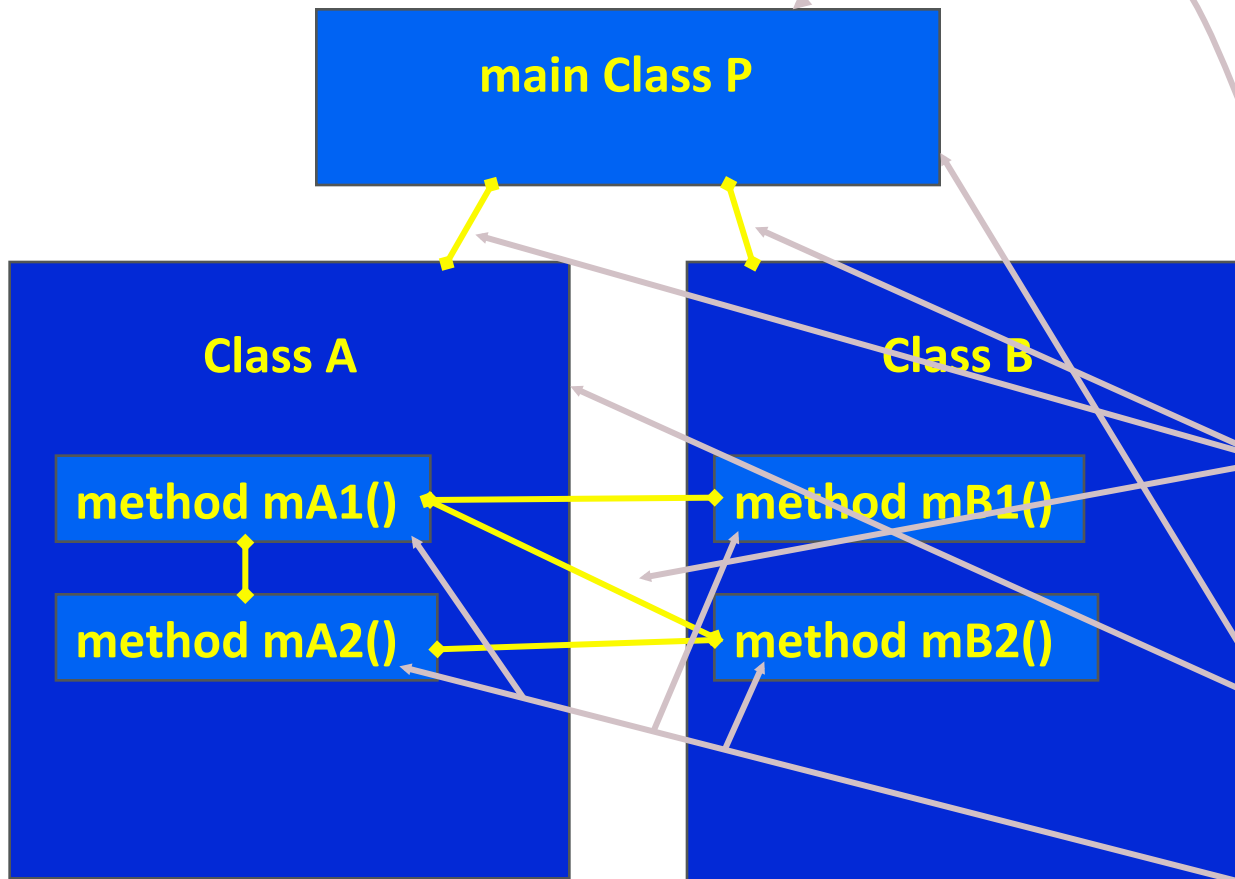 main Class P
Class A
Class B
method mA1()
method mB1()
method mA2()
method mB2()